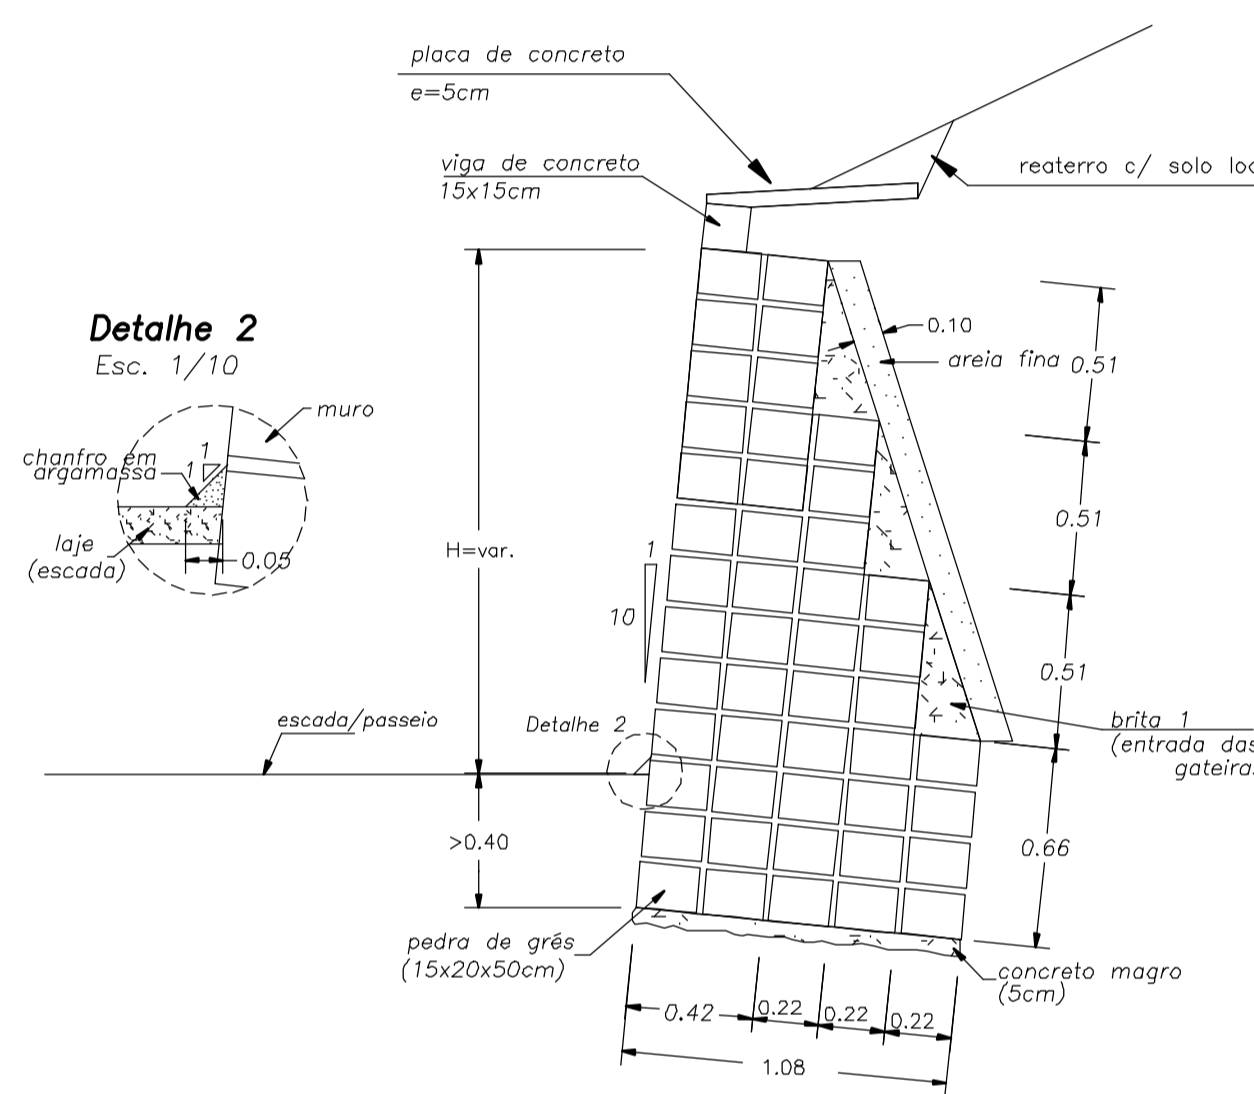 placa de concreto
e=5cm
viga de concreto
15x15cm
reaterro c/ solo
Detalhe 2
Esc. 1/10
muro
chanfro em
argamassa
1
1
laje
(escada)
0.05
H=var.
1
10
0.10
areia fina
0.51
0.51
0.51
0.66
escada/passeio
Detalhe 2
brita 1
(entrada das
gateiras
>0.40
pedra de grés
(15x20x50cm)
concreto magro
(5cm)
0.42
0.22
0.22
0.22
1.08